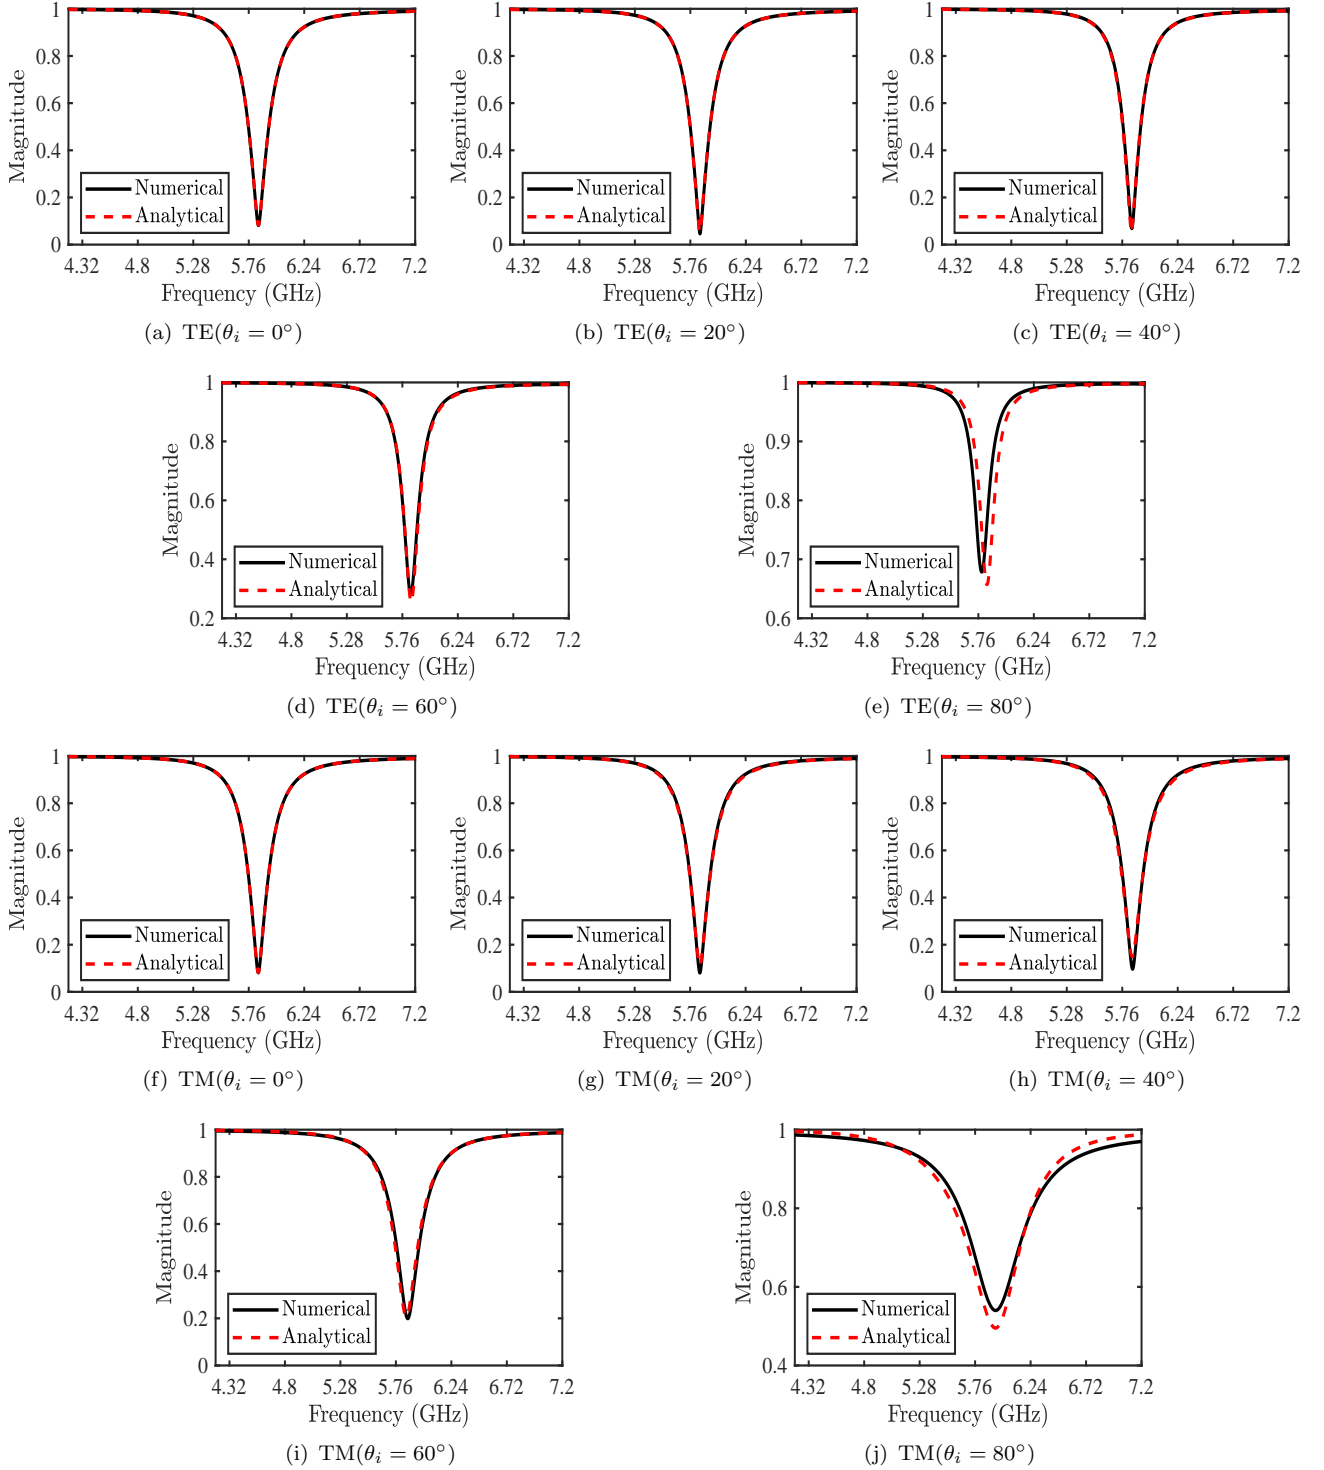 1
0.8
0.6
0.4
0.2
0
Magnitude
Numerical
Analytical
4.32 4.8 5.28 5.76 6.24 6.72 7.2
Frequency (GHz)
(a) TE(θᵢ = 0°)
1
0.8
0.6
0.4
0.2
0
Magnitude
Numerical
Analytical
4.32 4.8 5.28 5.76 6.24 6.72 7.2
Frequency (GHz)
(b) TE(θᵢ = 20°)
1
0.8
0.6
0.4
0.2
0
Magnitude
Numerical
Analytical
4.32 4.8 5.28 5.76 6.24 6.72 7.2
Frequency (GHz)
(c) TE(θᵢ = 40°)
1
0.8
0.6
0.4
0.2
Magnitude
Numerical
Analytical
4.32 4.8 5.28 5.76 6.24 6.72 7.2
Frequency (GHz)
(d) TE(θᵢ = 60°)
1
0.9
0.8
0.7
0.6
Magnitude
Numerical
Analytical
4.32 4.8 5.28 5.76 6.24 6.72 7.2
Frequency (GHz)
(e) TE(θᵢ = 80°)
1
0.8
0.6
0.4
0.2
0
Magnitude
Numerical
Analytical
4.32 4.8 5.28 5.76 6.24 6.72 7.2
Frequency (GHz)
(f) TM(θᵢ = 0°)
1
0.8
0.6
0.4
0.2
0
Magnitude
Numerical
Analytical
4.32 4.8 5.28 5.76 6.24 6.72 7.2
Frequency (GHz)
(g) TM(θᵢ = 20°)
1
0.8
0.6
0.4
0.2
0
Magnitude
Numerical
Analytical
4.32 4.8 5.28 5.76 6.24 6.72 7.2
Frequency (GHz)
(h) TM(θᵢ = 40°)
1
0.8
0.6
0.4
0.2
0
Magnitude
Numerical
Analytical
4.32 4.8 5.28 5.76 6.24 6.72 7.2
Frequency (GHz)
(i) TM(θᵢ = 60°)
1
0.8
0.6
0.4
Magnitude
Numerical
Analytical
4.32 4.8 5.28 5.76 6.24 6.72 7.2
Frequency (GHz)
(j) TM(θᵢ = 80°)